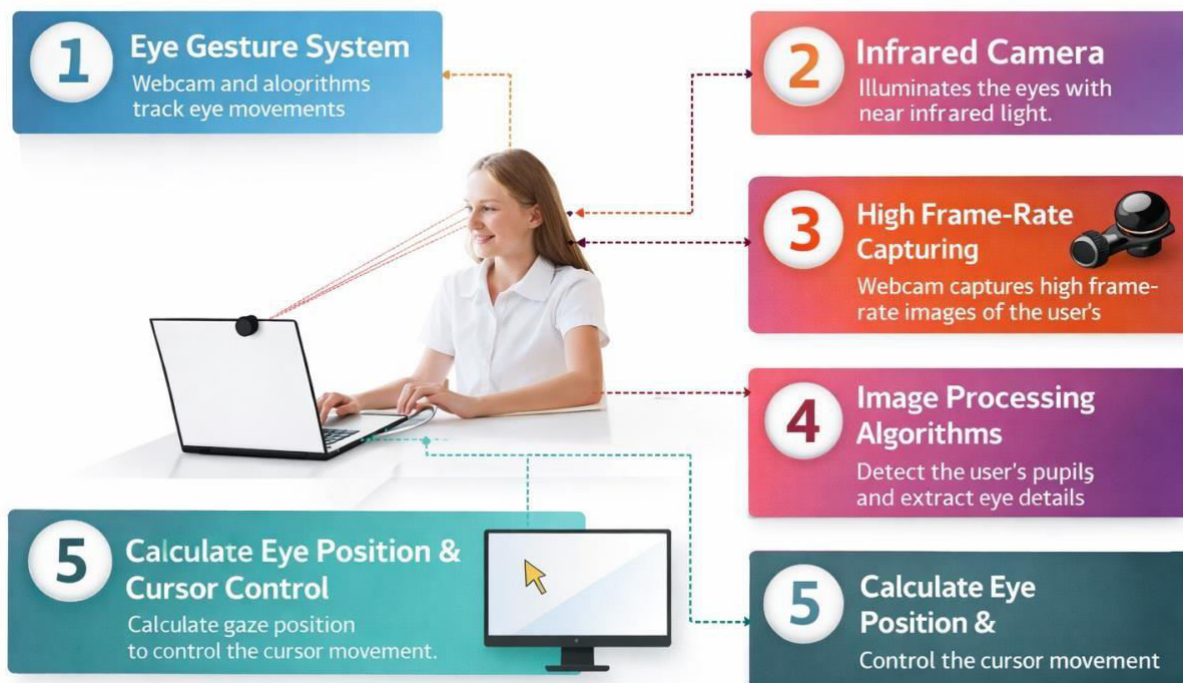 1
Eye Gesture System
Webcam and aloorithms
track eye movements
2
Infrared Camera
Illuminates the eyes with
near infrared light.
3
High Frame-Rate
Capturing
Webcam captures high frame-
rate images of the user's
4
Image Processing
Algorithms
Detect the user's pupils
and extract eye details
5
Calculate Eye Position &
Cursor Control
Calculate gaze position
to control the cursor movement.
5
Calculate Eye
Position &
Control the cursor movement